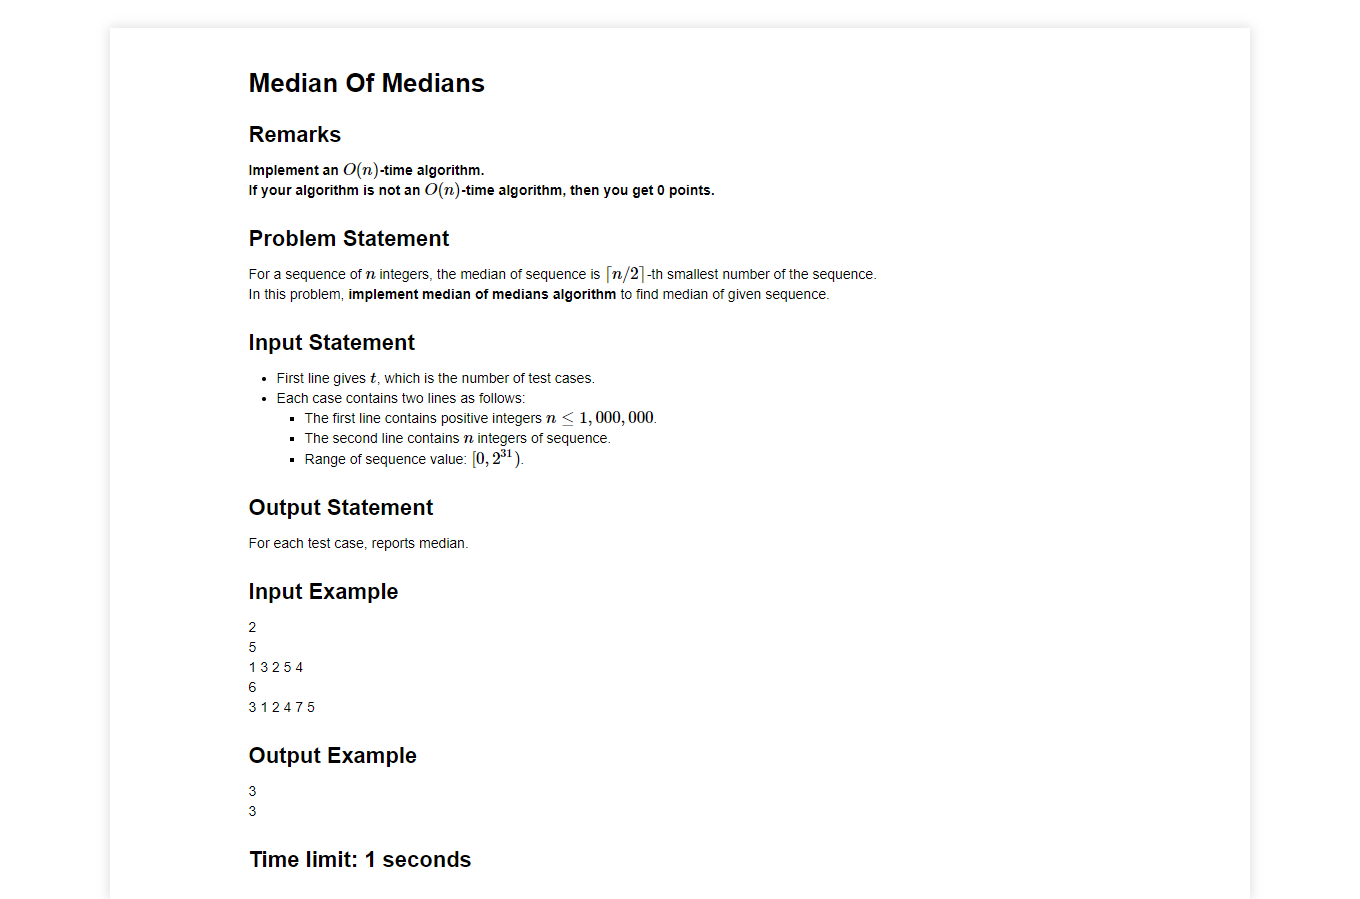 Median Of Medians
Remarks
Implement an O(n)-time algorithm.
If your algorithm is not an O(n)-time algorithm, then you get 0 points.
Problem Statement
For a sequence of n integers, the median of sequence is ⌈n/2⌉-th smallest number of the sequence.
In this problem, implement median of medians algorithm to find median of given sequence.
Input Statement
• First line gives t, which is the number of test cases.
• Each case contains two lines as follows:
▪ The first line contains positive integers n ≤ 1,000,000.
▪ The second line contains n integers of sequence.
▪ Range of sequence value: [0, 2³¹).
Output Statement
For each test case, reports median.
Input Example
2
5
1 3 2 5 4
6
3 1 2 4 7 5
Output Example
3
3
Time limit: 1 seconds